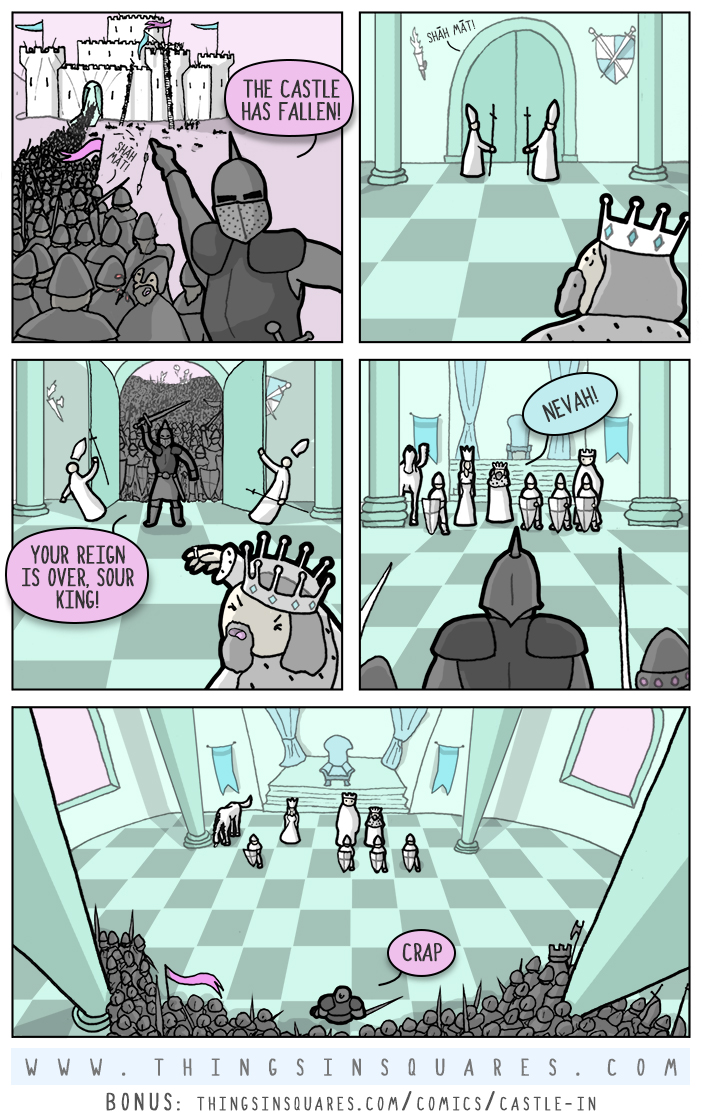 THE CASTLE
HAS FALLEN!
SHĀH
MĀT!
SHĀH MĀT!
YOUR REIGN
IS OVER, SOUR
KING!
NEVAH!
CRAP
WWW.THINGSINSQUARES.COM
BONUS: THINGSINSQUARES.COM/COMICS/CASTLE-IN